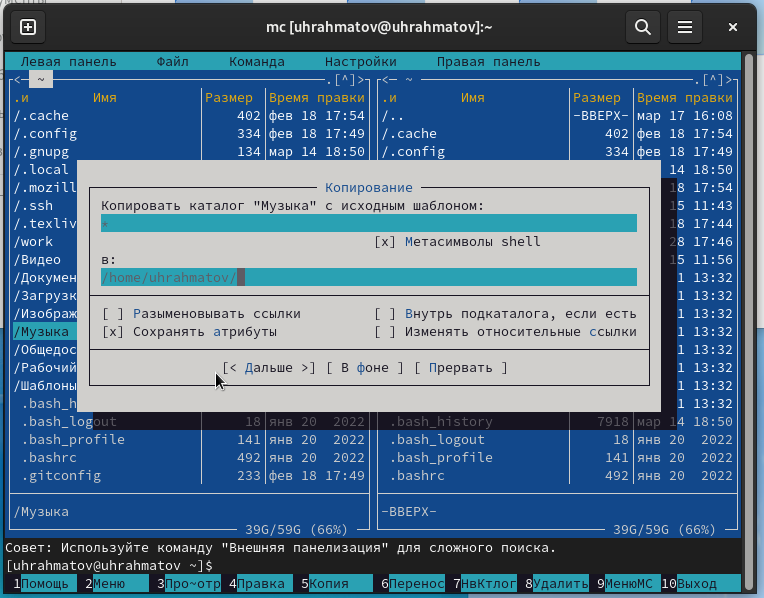 mc [uhrahmatov@uhrahmatov]:~
Левая панель Файл Команда Настройки Правая панель
<— ~ .[^]> <— ~ .[^]>
.и Имя Размер Время правки .и Имя Размер Время правки
/.cache 402 фев 18 17:54 /.. -ВВЕРХ- мар 17 16:08
/.config 334 фев 18 17:49 /.cache 402 фев 18 17:54
/.gnupg 134 мар 14 18:50 /.config 334 фев 18 17:49
/.local 14 18:50
/.mozill Копирование 18 17:54
/.ssh Копировать каталог "Музыка" с исходным шаблоном: 15 11:43
/.texliv * 18 17:44
/work [x] Метасимволы shell 28 17:46
/Видео в: 15 11:56
/Докумен /home/uhrahmatov/ 1 13:32
/Загрузк 1 13:32
/Изображ [ ] Разыменовывать ссылки [ ] Внутрь подкаталога, если есть 1 13:32
/Музыка [x] Сохранять атрибуты [ ] Изменять относительные ссылки 1 13:32
/Общедос 1 13:32
/Рабочий [< Дальше >] [ В фоне ] [ Прервать ] 1 13:32
/Шаблоны 1 13:32
.bash_h 1 13:32
.bash_logout 18 янв 20 2022 .bash_history 7918 мар 14 18:50
.bash_profile 141 янв 20 2022 .bash_logout 18 янв 20 2022
.bashrc 492 янв 20 2022 .bash_profile 141 янв 20 2022
.gitconfig 233 фев 18 17:49 .bashrc 492 янв 20 2022
/Музыка -ВВЕРХ-
39G/59G (66%) 39G/59G (66%)
Совет: Используйте команду "Внешняя панелизация" для сложного поиска.
[uhrahmatov@uhrahmatov ~]$
1Помощь 2Меню 3Про~отр 4Правка 5Копия 6Перенос 7НвКтлог 8Удалить 9МенюMC 10Выход